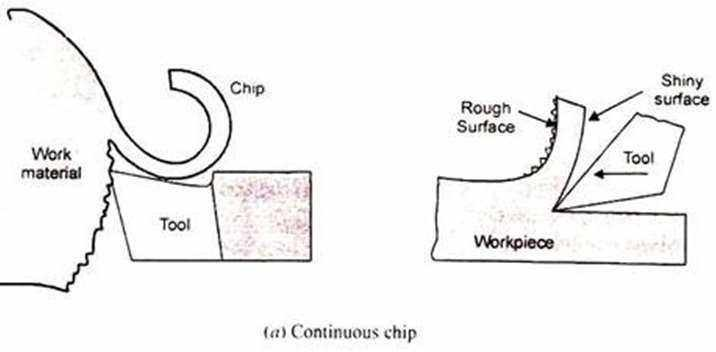 Chip
Work
material
Tool
Rough
Surface
Shiny
surface
Tool
Workpiece
(a) Continuous chip